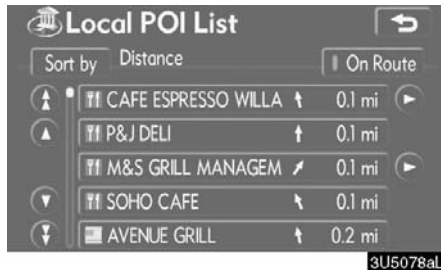 Local POI List
Sort by Distance On Route
CAFE ESPRESSO WILLA 0.1 mi
P&J DELI 0.1 mi
M&S GRILL MANAGEM 0.1 mi
SOHO CAFE 0.1 mi
AVENUE GRILL 0.2 mi
3U5078aL